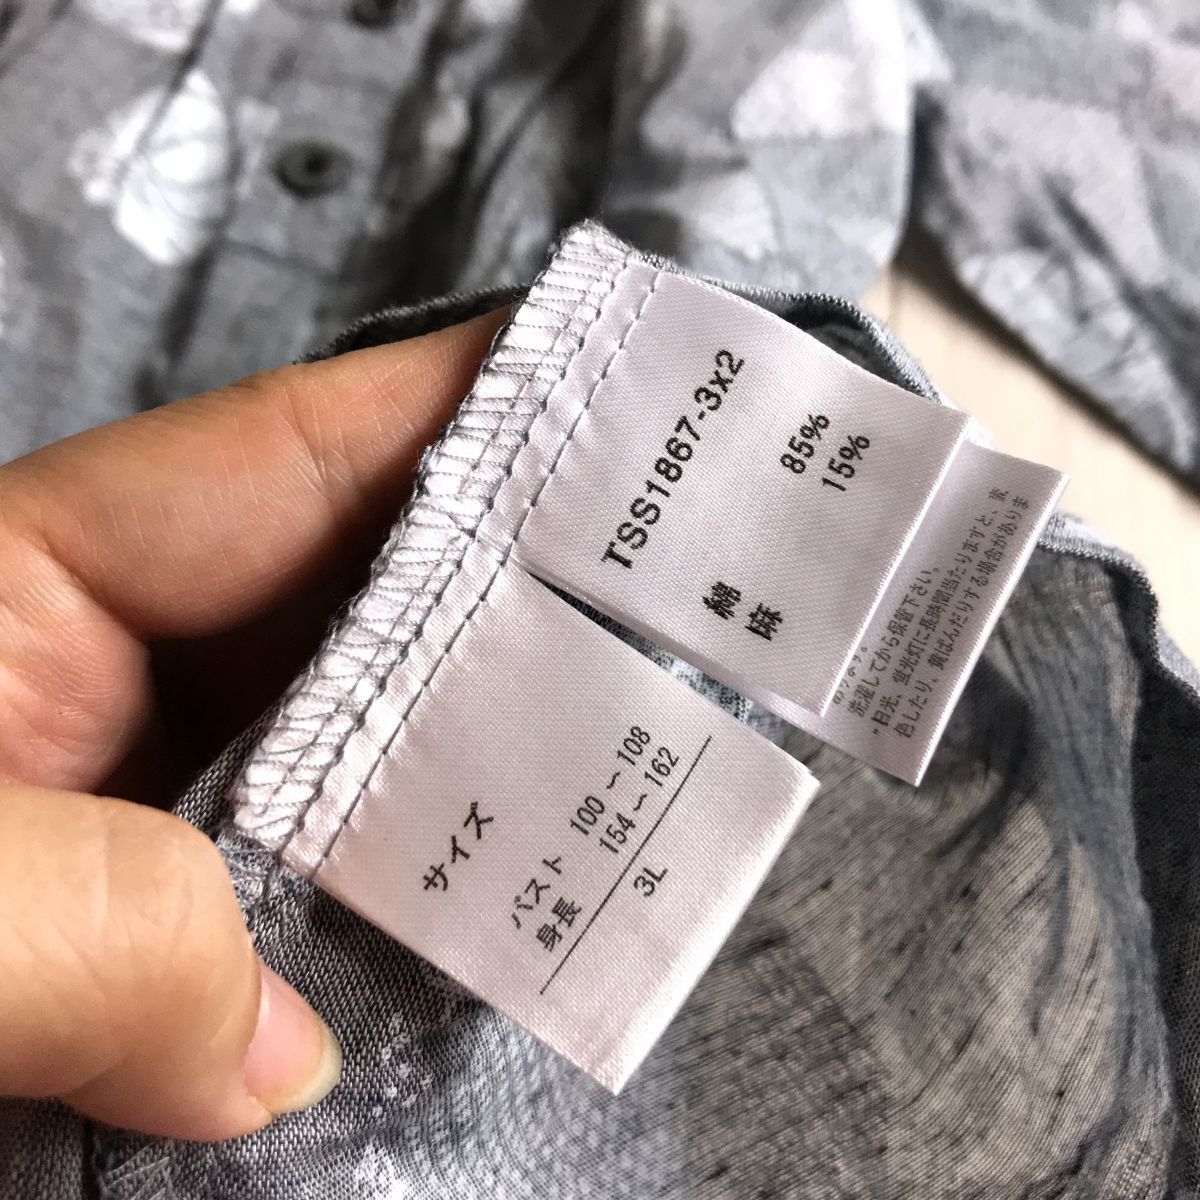 TSS1867-3x2
綿 85%
麻 15%
洗濯してから保管下さい。
*日光、蛍光灯に長時間当たりますと、変
色したり、黄ばんだりする場合がありま
サイズ
バスト 100～108
身長 154～162
3L